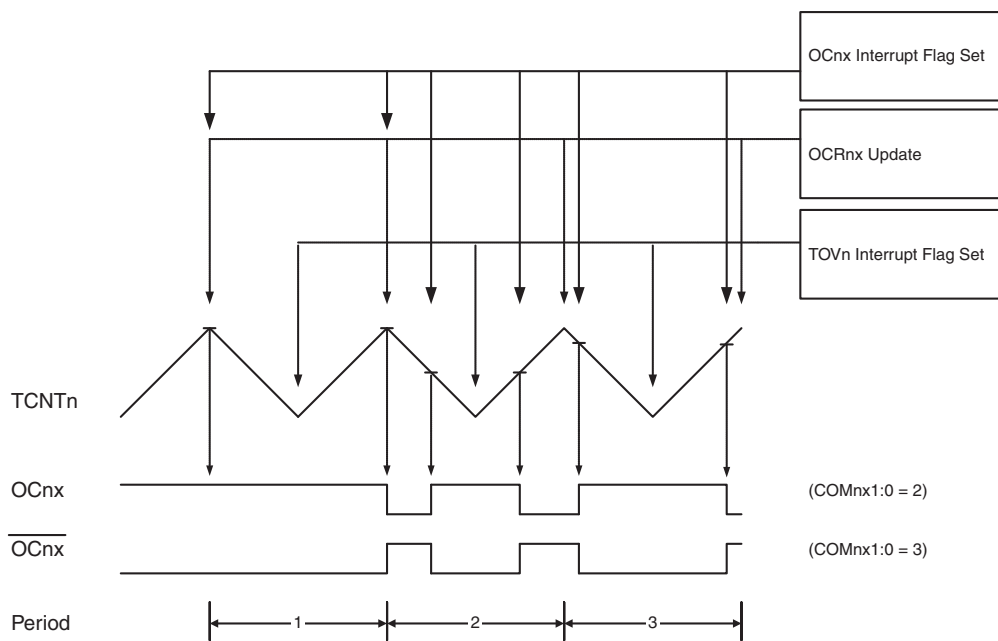 OCnx Interrupt Flag Set
OCRnx Update
TOVn Interrupt Flag Set
TCNTn
OCnx
(COMnx1:0 = 2)
OCnx
(COMnx1:0 = 3)
Period
1
2
3